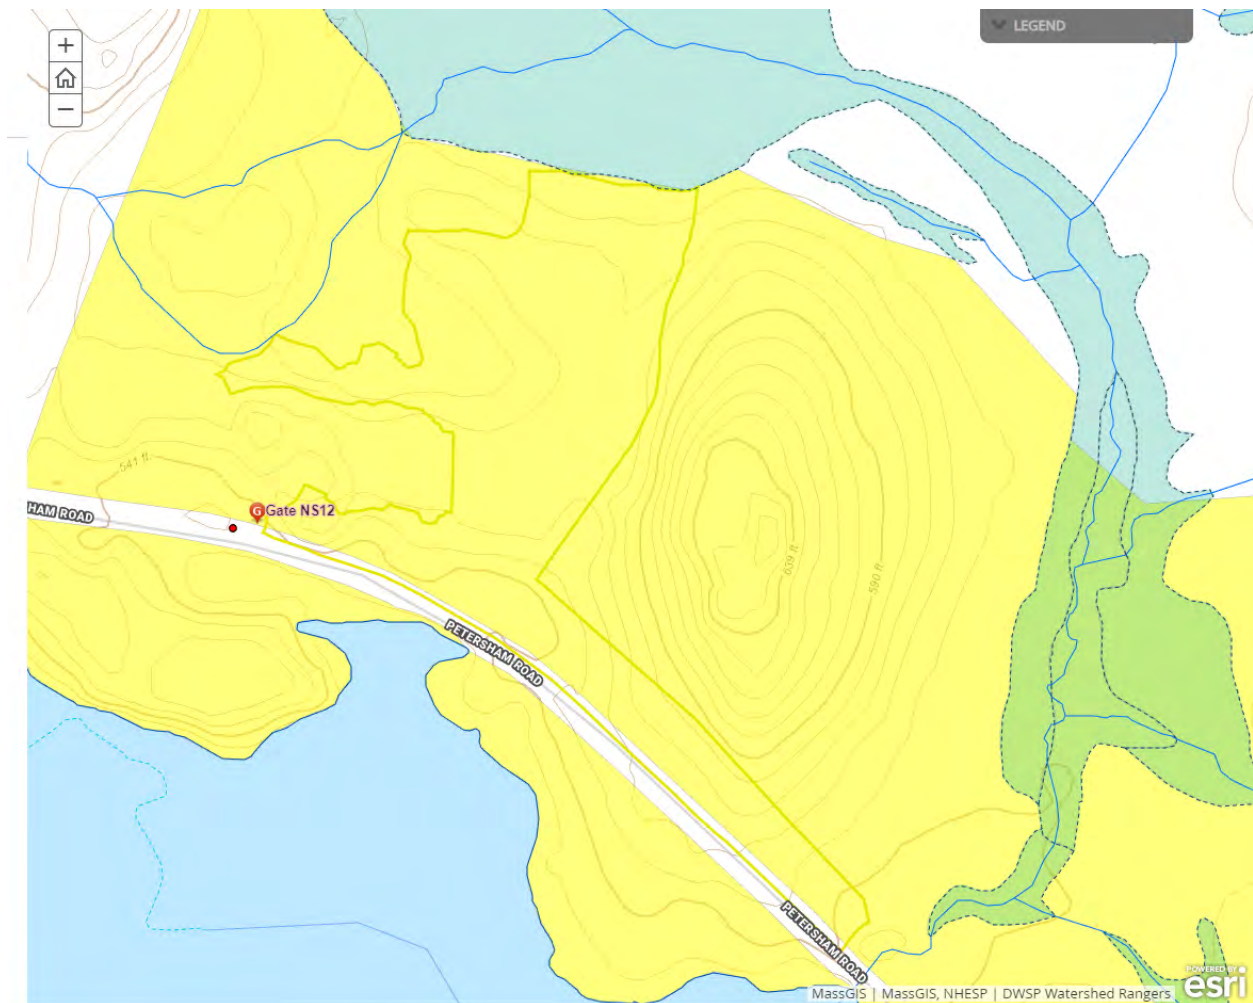 LEGEND
+
−
541 ft
HAM ROAD
G
Gate NS12
639 ft
590 ft
PETERSHAM ROAD
PETERSHAM ROAD
POWERED BY
esri
MassGIS | MassGIS, NHESP | DWSP Watershed Rangers